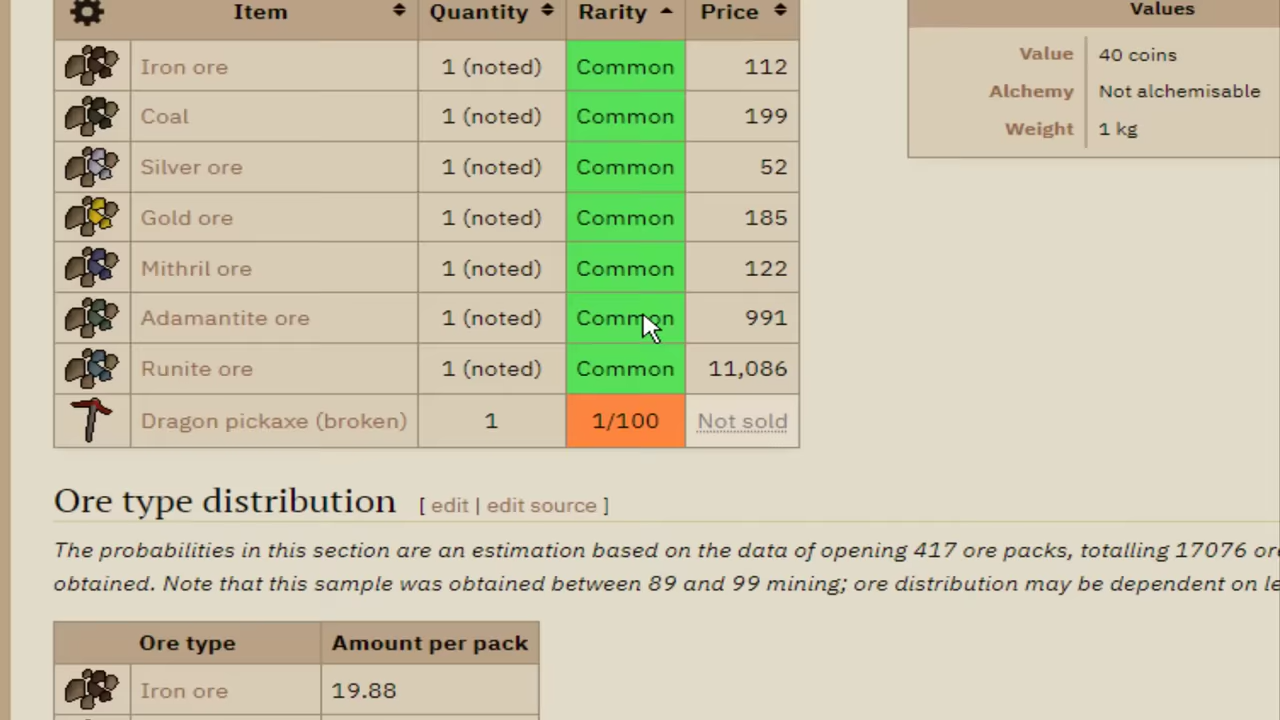 Item Quantity Rarity Price
Iron ore 1 (noted) Common 112
Coal 1 (noted) Common 199
Silver ore 1 (noted) Common 52
Gold ore 1 (noted) Common 185
Mithril ore 1 (noted) Common 122
Adamantite ore 1 (noted) Common 991
Runite ore 1 (noted) Common 11,086
Dragon pickaxe (broken) 1 1/100 Not sold
Values
Value 40 coins
Alchemy Not alchemisable
Weight 1 kg
Ore type distribution [ edit | edit source ]
The probabilities in this section are an estimation based on the data of opening 417 ore packs, totalling 17076
obtained. Note that this sample was obtained between 89 and 99 mining; ore distribution may be dependent on
Ore type Amount per pack
Iron ore 19.88